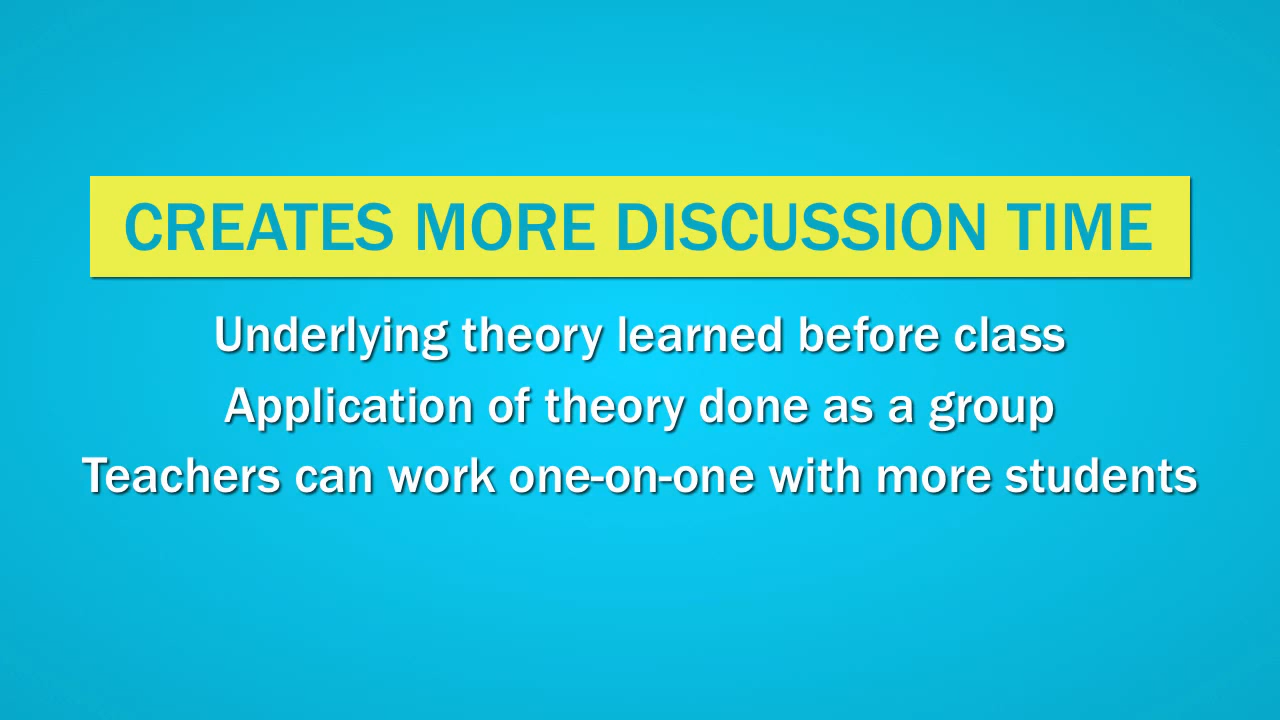 CREATES MORE DISCUSSION TIME
Underlying theory learned before class
Application of theory done as a group
Teachers can work one-on-one with more students